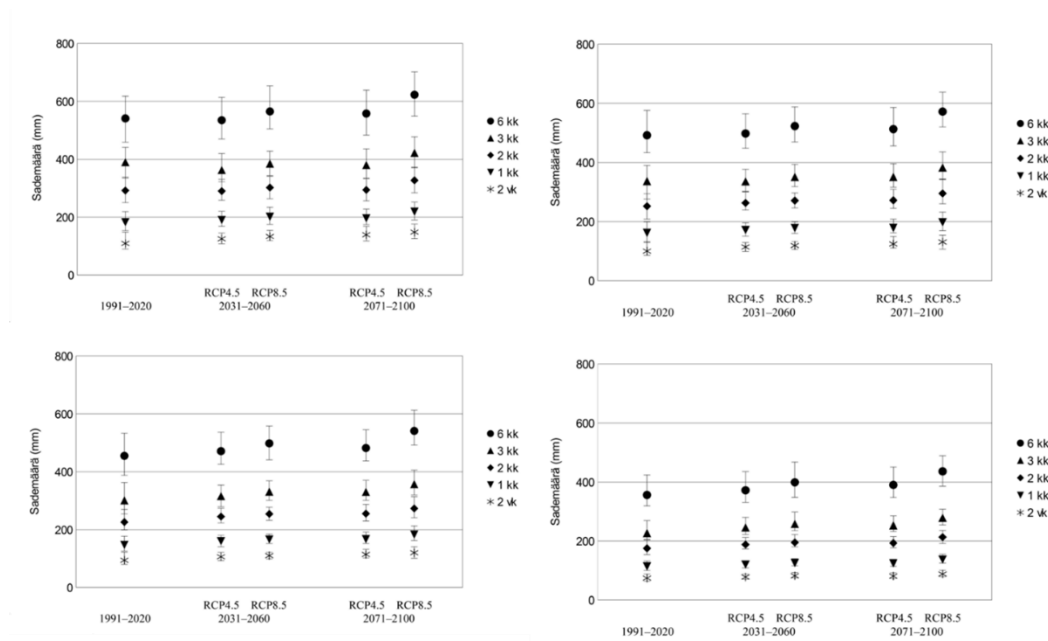 800
600
400
200
0
Sademäärä (mm)
6 kk
3 kk
2 kk
1 kk
2 vk
RCP4.5 RCP8.5 RCP4.5 RCP8.5
1991–2020 2031–2060 2071–2100
800
600
400
200
0
Sademäärä (mm)
6 kk
3 kk
2 kk
1 kk
2 vk
RCP4.5 RCP8.5 RCP4.5 RCP8.5
1991–2020 2031–2060 2071–2100
800
600
400
200
0
Sademäärä (mm)
6 kk
3 kk
2 kk
1 kk
2 vk
RCP4.5 RCP8.5 RCP4.5 RCP8.5
1991–2020 2031–2060 2071–2100
800
600
400
200
0
Sademäärä (mm)
6 kk
3 kk
2 kk
1 kk
2 vk
RCP4.5 RCP8.5 RCP4.5 RCP8.5
1991–2020 2031–2060 2071–2100